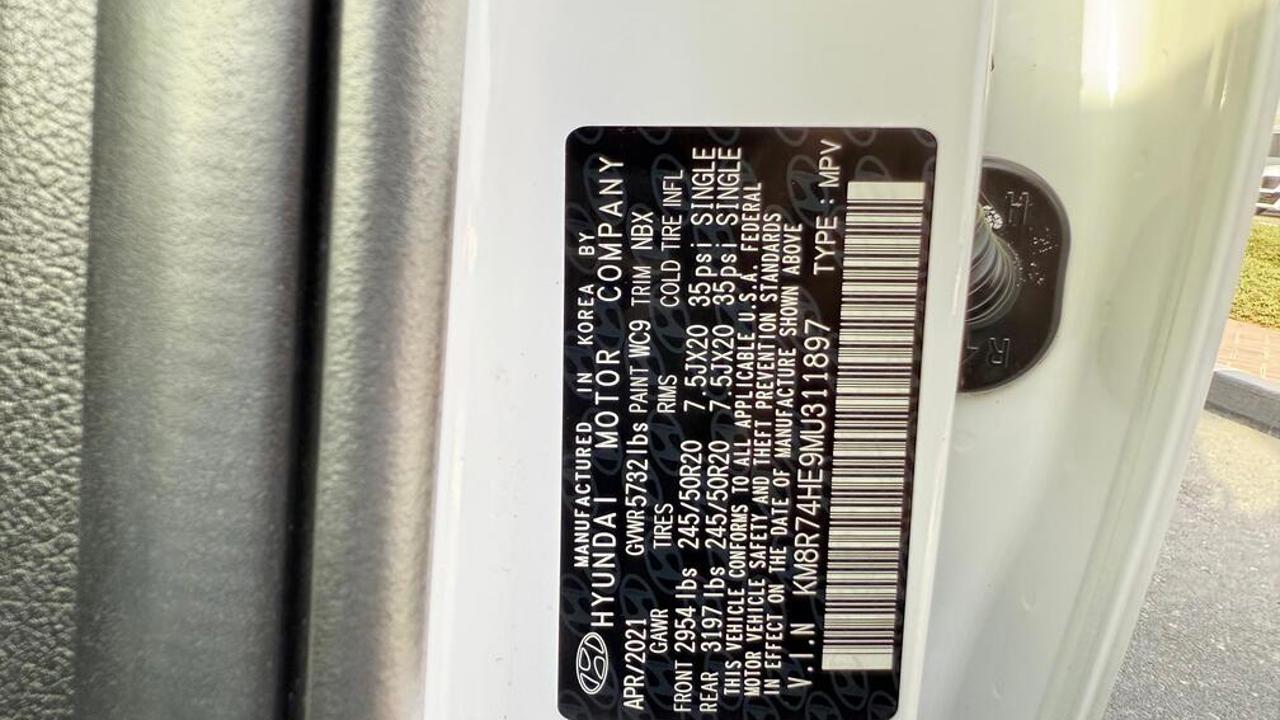 MANUFACTURED IN KOREA BY
HYUNDAI MOTOR COMPANY
APR/2021 GVWR 5732 lbs PAINT WC9 TRIM NBX
GAWR TIRES RIMS COLD TIRE INFL
FRONT 2954 lbs 245/50R20 7.5JX20 35psi SINGLE
REAR 3197 lbs 245/50R20 7.5JX20 35psi SINGLE
THIS VEHICLE CONFORMS TO ALL APPLICABLE U.S.A. FEDERAL
MOTOR VEHICLE SAFETY AND THEFT PREVENTION STANDARDS
IN EFFECT ON THE DATE OF MANUFACTURE SHOWN ABOVE
V.I.N KM8R74HE9MU311897 TYPE : MPV